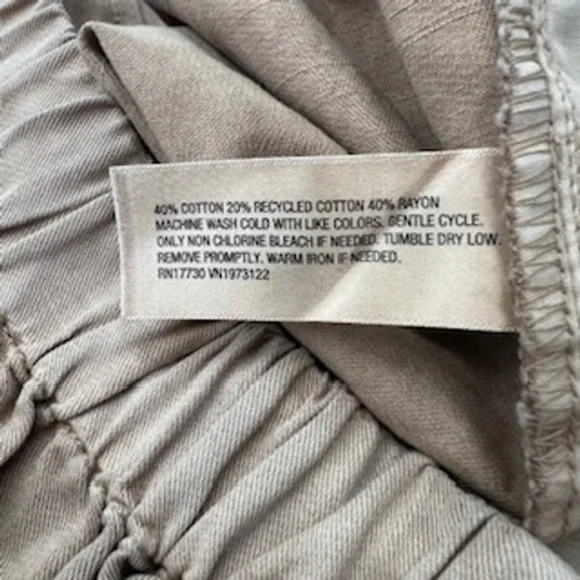 40% COTTON 20% RECYCLED COTTON 40% RAYON
MACHINE WASH COLD WITH LIKE COLORS. GENTLE CYCLE.
ONLY NON CHLORINE BLEACH IF NEEDED. TUMBLE DRY LOW.
REMOVE PROMPTLY. WARM IRON IF NEEDED.
RN17730 VN1973122